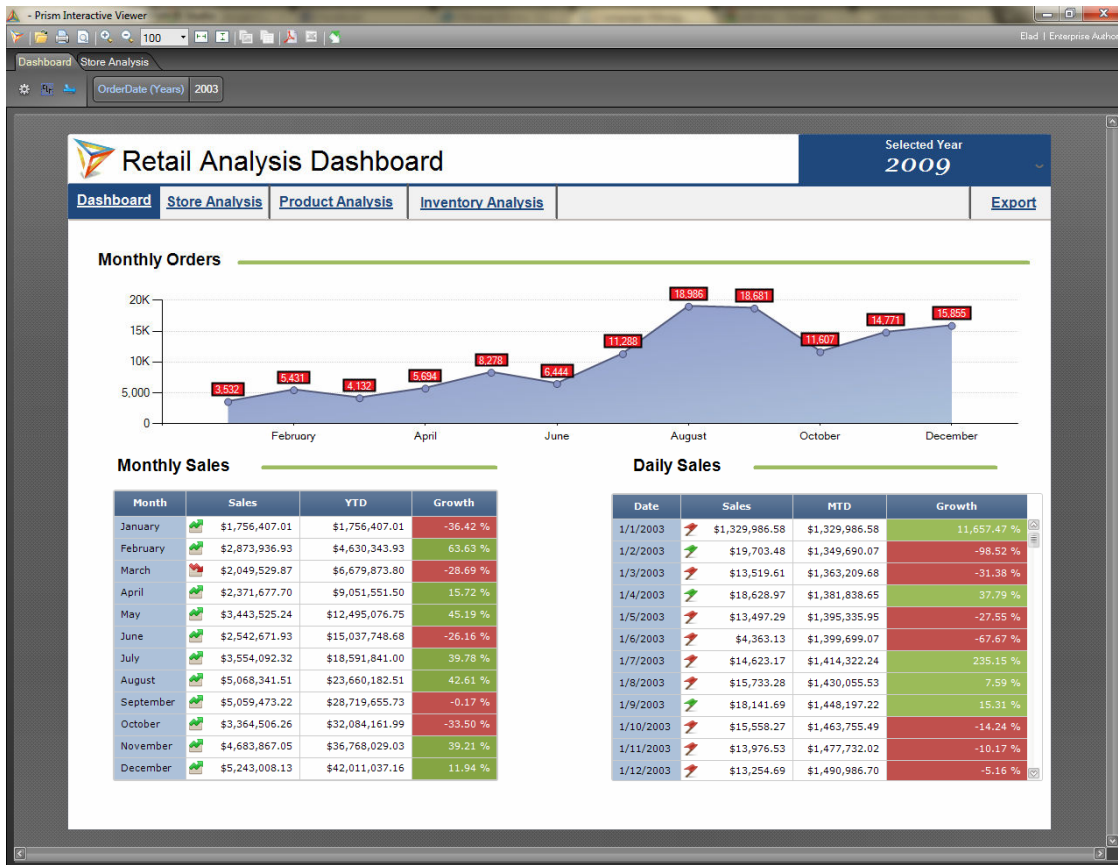 - Prism Interactive Viewer
100
Elad | Enterprise Author
Dashboard Store Analysis
OrderDate (Years) 2003
Retail Analysis Dashboard
Selected Year
2009
Dashboard Store Analysis Product Analysis Inventory Analysis Export
Monthly Orders
20K
15K
10K
5,000
0
3,532 5,431 4,132 5,694 8,278 6,444 11,288 18,986 18,681 11,607 14,771 15,855
February April June August October December
Monthly Sales
Month Sales YTD Growth
January $1,756,407.01 $1,756,407.01 -36.42 %
February $2,873,936.93 $4,630,343.93 63.63 %
March $2,049,529.87 $6,679,873.80 -28.69 %
April $2,371,677.70 $9,051,551.50 15.72 %
May $3,443,525.24 $12,495,076.75 45.19 %
June $2,542,671.93 $15,037,748.68 -26.16 %
July $3,554,092.32 $18,591,841.00 39.78 %
August $5,068,341.51 $23,660,182.51 42.61 %
September $5,059,473.22 $28,719,655.73 -0.17 %
October $3,364,506.26 $32,084,161.99 -33.50 %
November $4,683,867.05 $36,768,029.03 39.21 %
December $5,243,008.13 $42,011,037.16 11.94 %
Daily Sales
Date Sales MTD Growth
1/1/2003 $1,329,986.58 $1,329,986.58 11,657.47 %
1/2/2003 $19,703.48 $1,349,690.07 -98.52 %
1/3/2003 $13,519.61 $1,363,209.68 -31.38 %
1/4/2003 $18,628.97 $1,381,838.65 37.79 %
1/5/2003 $13,497.29 $1,395,335.95 -27.55 %
1/6/2003 $4,363.13 $1,399,699.07 -67.67 %
1/7/2003 $14,623.17 $1,414,322.24 235.15 %
1/8/2003 $15,733.28 $1,430,055.53 7.59 %
1/9/2003 $18,141.69 $1,448,197.22 15.31 %
1/10/2003 $15,558.27 $1,463,755.49 -14.24 %
1/11/2003 $13,976.53 $1,477,732.02 -10.17 %
1/12/2003 $13,254.69 $1,490,986.70 -5.16 %